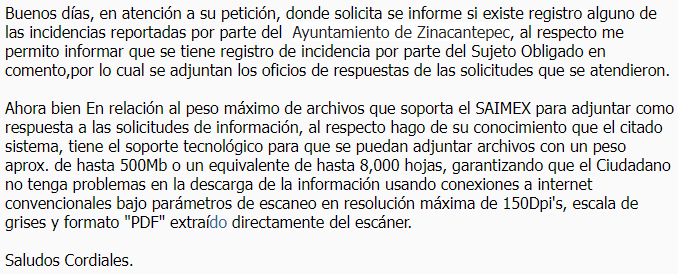 Buenos días, en atención a su petición, donde solicita se informe si existe registro alguno de
las incidencias reportadas por parte del  Ayuntamiento de Zinacantepec, al respecto me
permito informar que se tiene registro de incidencia por parte del Sujeto Obligado en
comento,por lo cual se adjuntan los oficios de respuestas de las solicitudes que se atendieron.

Ahora bien En relación al peso máximo de archivos que soporta el SAIMEX para adjuntar como
respuesta a las solicitudes de información, al respecto hago de su conocimiento que el citado
sistema, tiene el soporte tecnológico para que se puedan adjuntar archivos con un peso
aprox. de hasta 500Mb o un equivalente de hasta 8,000 hojas, garantizando que el Ciudadano
no tenga problemas en la descarga de la información usando conexiones a internet
convencionales bajo parámetros de escaneo en resolución máxima de 150Dpi's, escala de
grises y formato "PDF" extraído directamente del escáner.

Saludos Cordiales.